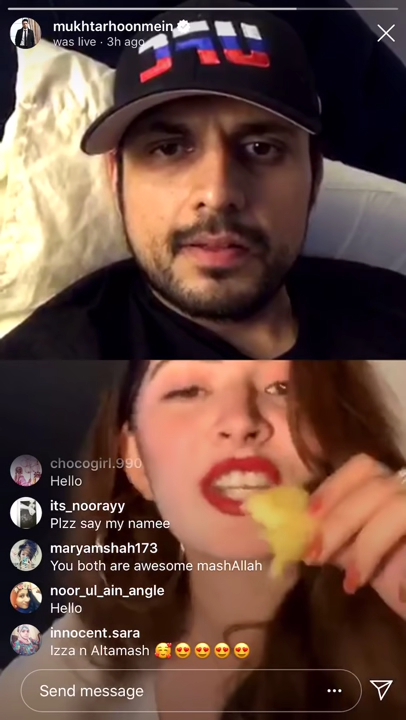 mukhtarhoonmein
was live · 3h ago
chocogirl.990
Hello
its_noorayy
Plzz say my namee
maryamshah173
You both are awesome mashAllah
noor_ul_ain_angle
Hello
innocent.sara
Izza n Altamash 🥰😍😍😍😍
Send message